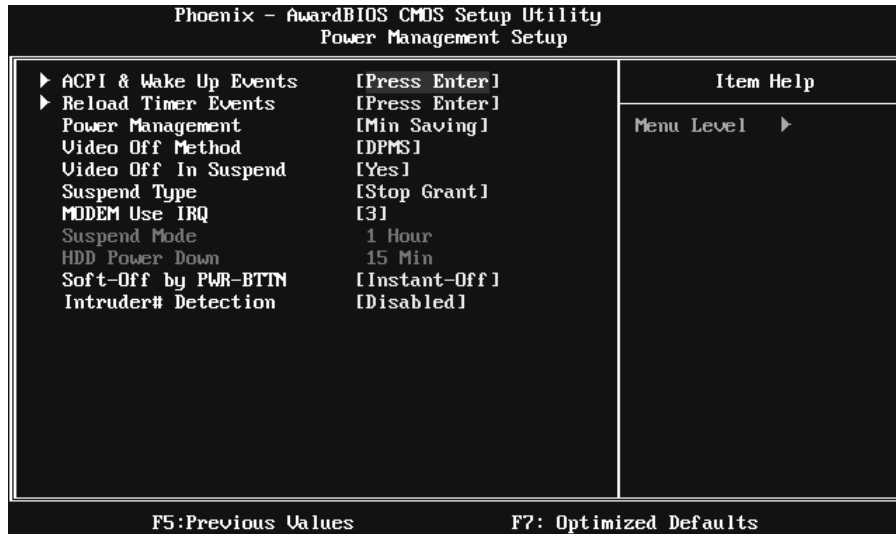 Phoenix - AwardBIOS CMOS Setup Utility
Power Management Setup
ACPI & Wake Up Events [Press Enter]
Reload Timer Events [Press Enter]
Power Management [Min Saving]
Video Off Method [DPMS]
Video Off In Suspend [Yes]
Suspend Type [Stop Grant]
MODEM Use IRQ [3]
Suspend Mode 1 Hour
HDD Power Down 15 Min
Soft-Off by PWR-BTTN [Instant-Off]
Intruder# Detection [Disabled]
Item Help
Menu Level
F5:Previous Values F7: Optimized Defaults